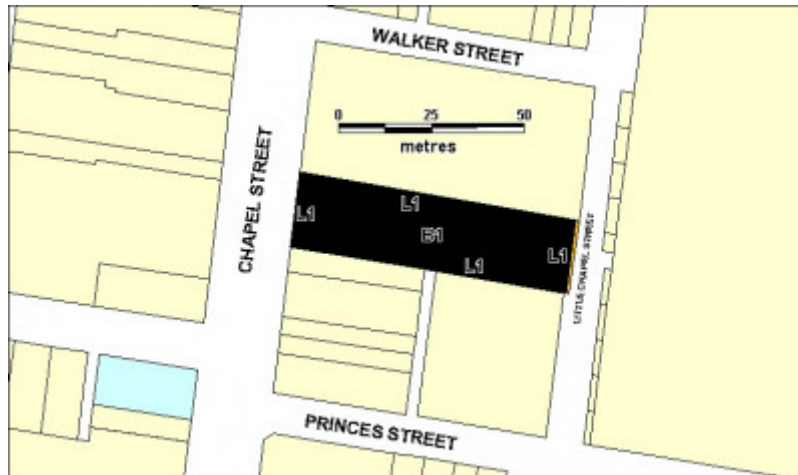 WALKER STREET
0 25 50
metres
CHAPEL STREET
L1
L1
B1
L1
L1
LITTLE CHAPEL STREET
PRINCES STREET